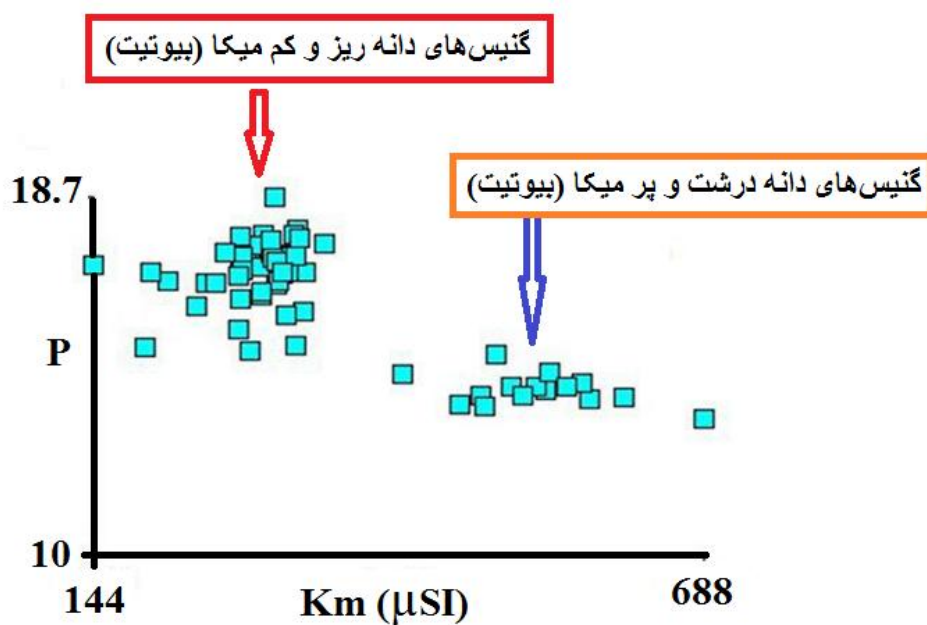 گنیس‌های دانه ریز و کم میکا (بیوتیت)
گنیس‌های دانه درشت و پر میکا (بیوتیت)
18.7
P
10
144
Km (μSI)
688